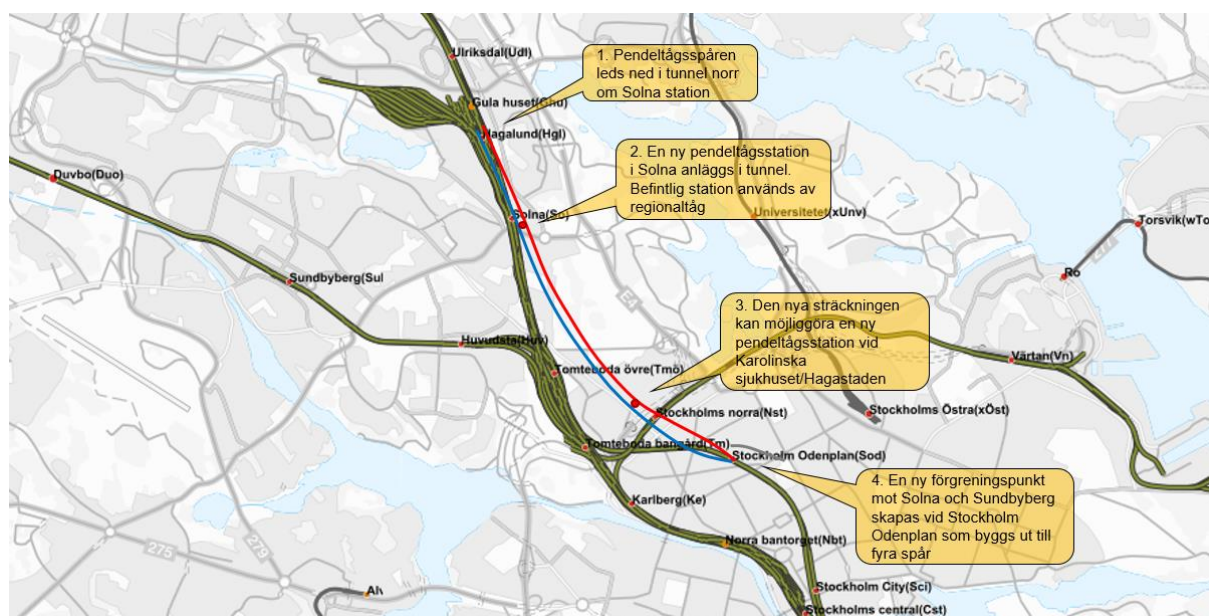 Ulriksdal(Udl)
1. Pendeltågsspåren
leds ned i tunnel norr
om Solna station
Gula huset(Ghu)
Hagalund(Hgl)
2. En ny pendeltågsstation
i Solna anläggs i tunnel.
Befintlig station används av
regionaltåg
Duvbo(Duo)
Solna(So)
Universitetet(xUnv)
Torsvik(wTo
Sundbyberg(Sul
E4
Ro
3. Den nya sträckningen
kan möjliggöra en ny
pendeltågsstation vid
Karolinska
sjukhuset/Hagastaden
Huvudsta(Huv)
Värtan(Vn)
Tomteboda övre(Tmö)
Stockholms norra(Nst)
Stockholms Östra(xÖst)
Tomteboda bangård(Tm)
Stockholm Odenplan(Sod)
4. En ny förgreningspunkt
mot Solna och Sundbyberg
skapas vid Stockholm
Odenplan som byggs ut till
fyra spår
Karlberg(Ke)
Norra bantorget(Nbt)
275
279
Stockholm City(Sci)
Stockholms central(Cst)